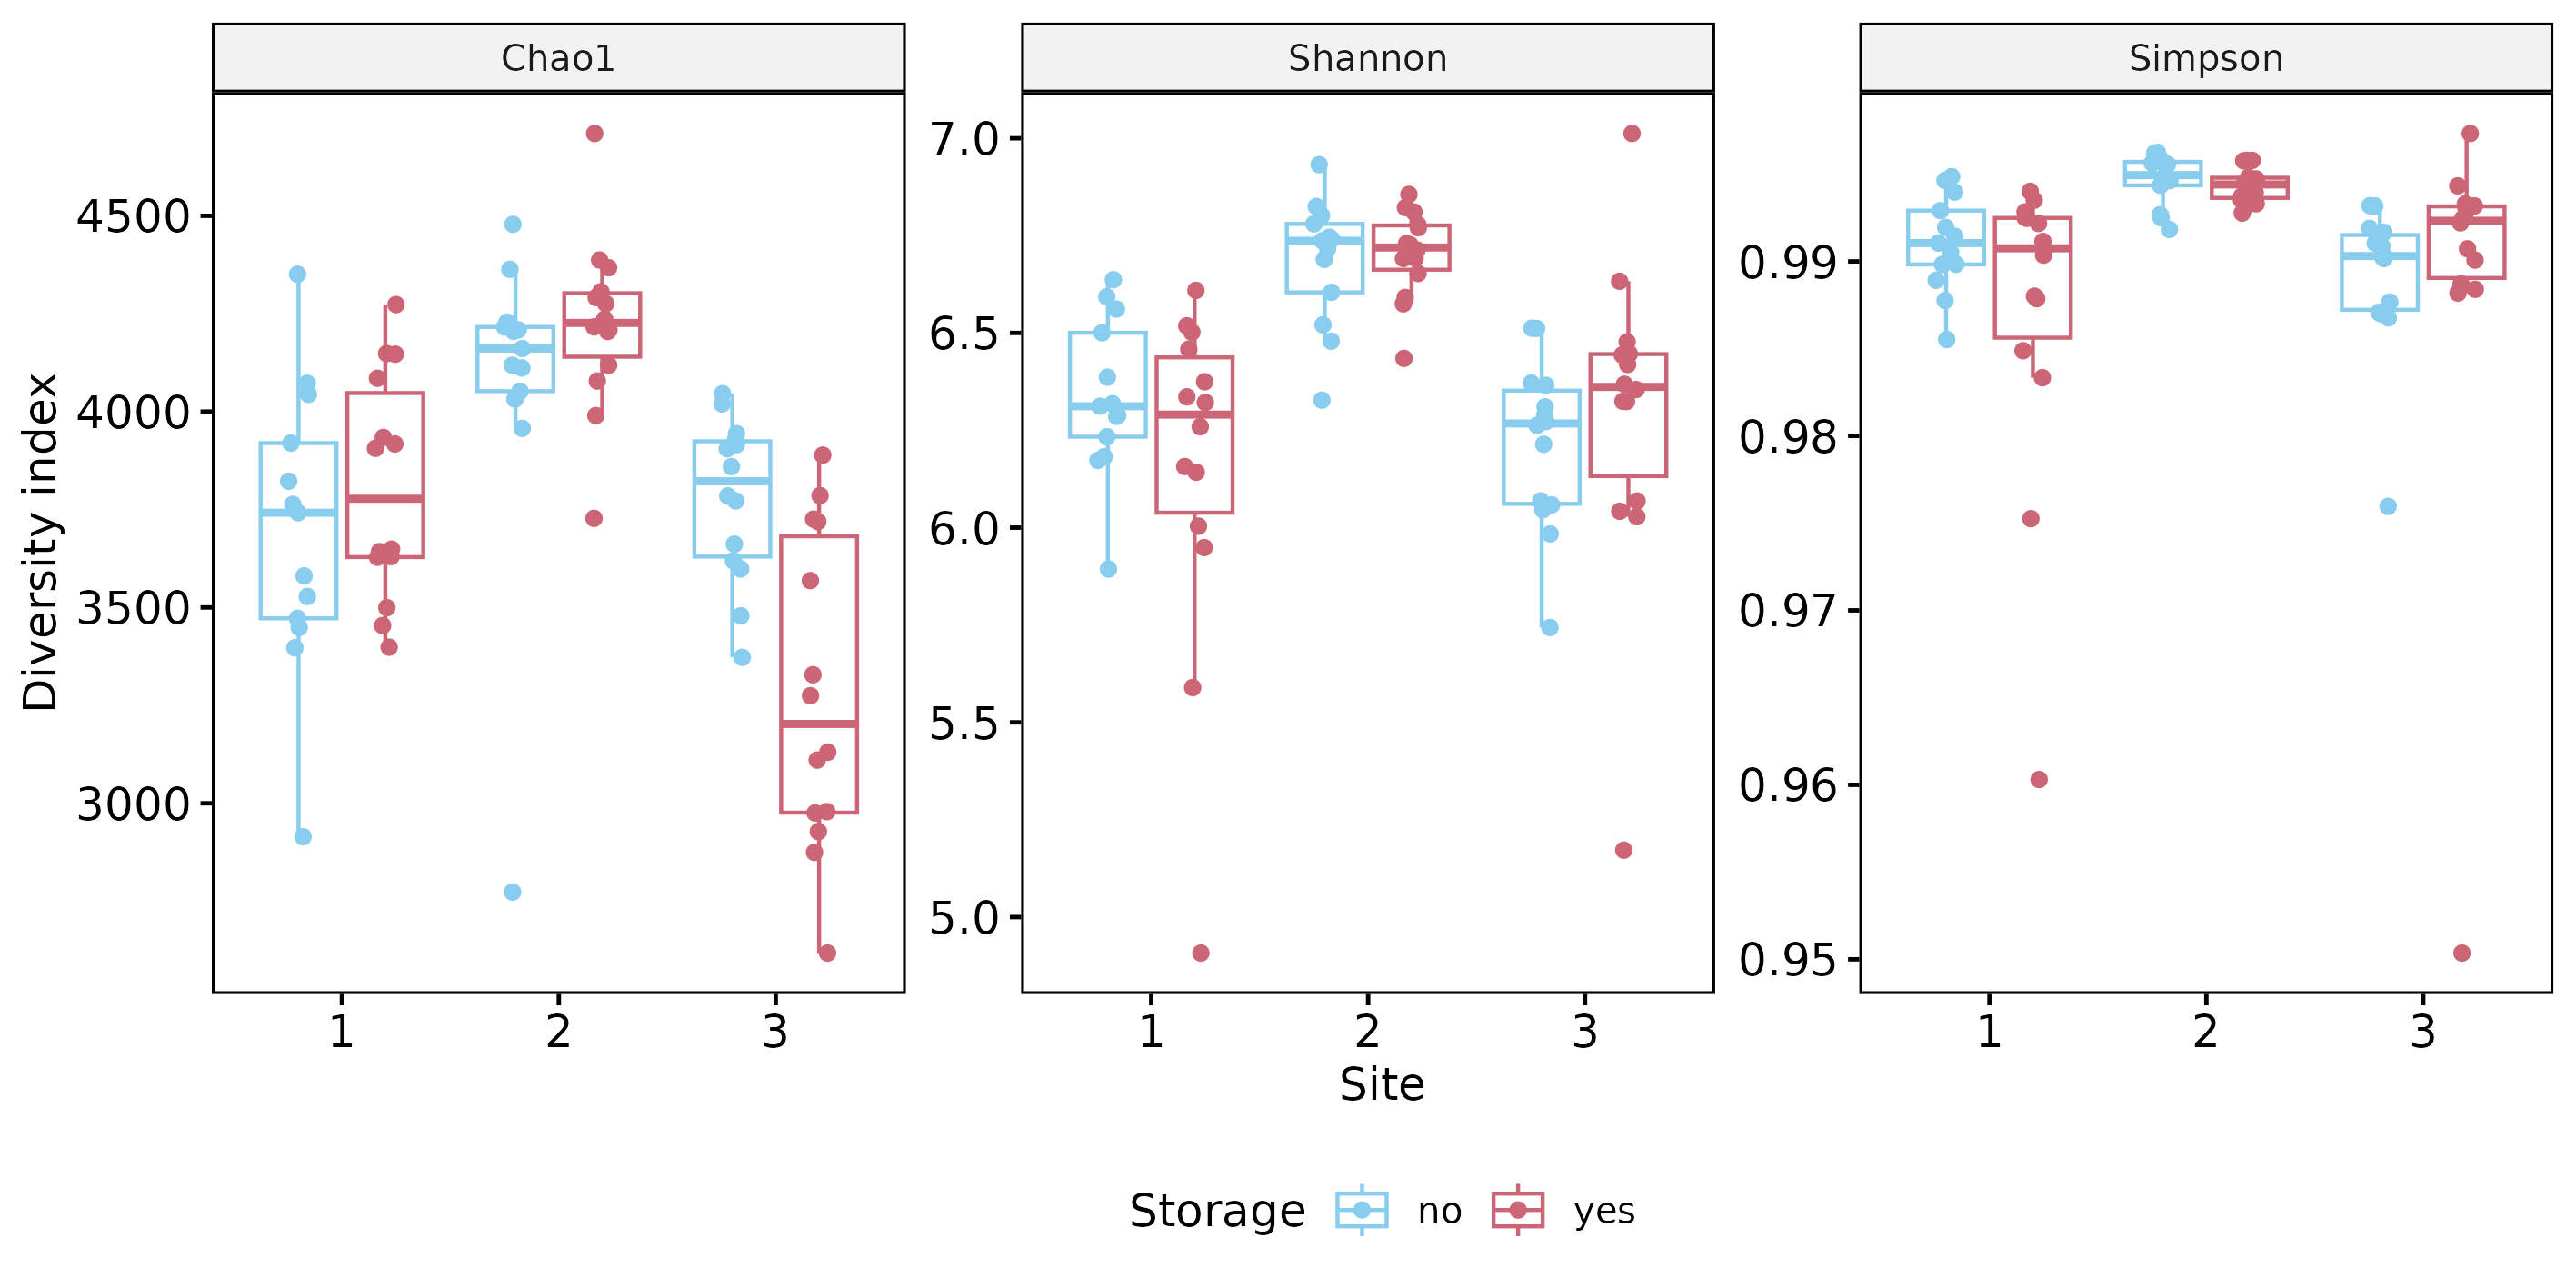 Chao1
Shannon
Simpson
Diversity index
4500
4000
3500
3000
7.0
6.5
6.0
5.5
5.0
0.99
0.98
0.97
0.96
0.95
1 2 3
1 2 3
1 2 3
Site
Storage no yes